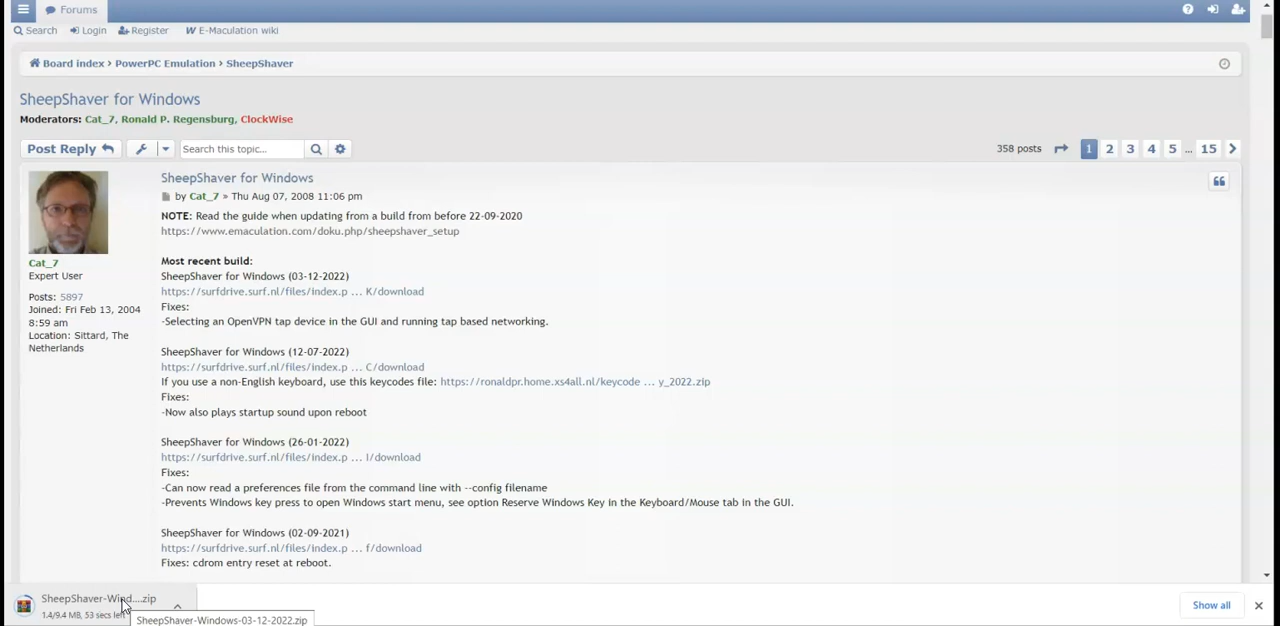 Forums
Search Login Register E-Maculation wiki
Board index › PowerPC Emulation › SheepShaver
SheepShaver for Windows
Moderators: Cat_7, Ronald P. Regensburg, ClockWise
Post Reply Search this topic... 358 posts 1 2 3 4 5 ... 15
SheepShaver for Windows
by Cat_7 » Thu Aug 07, 2008 11:06 pm
NOTE: Read the guide when updating from a build from before 22-09-2020
https://www.emaculation.com/doku.php/sheepshaver_setup
Cat_7
Expert User
Posts: 5897
Joined: Fri Feb 13, 2004
8:59 am
Location: Sittard, The
Netherlands
Most recent build:
SheepShaver for Windows (03-12-2022)
https://surfdrive.surf.nl/files/index.p ... K/download
Fixes:
-Selecting an OpenVPN tap device in the GUI and running tap based networking.
SheepShaver for Windows (12-07-2022)
https://surfdrive.surf.nl/files/index.p ... C/download
If you use a non-English keyboard, use this keycodes file: https://ronaldpr.home.xs4all.nl/keycode ... y_2022.zip
Fixes:
-Now also plays startup sound upon reboot
SheepShaver for Windows (26-01-2022)
https://surfdrive.surf.nl/files/index.p ... I/download
Fixes:
-Can now read a preferences file from the command line with --config filename
-Prevents Windows key press to open Windows start menu, see option Reserve Windows Key in the Keyboard/Mouse tab in the GUI.
SheepShaver for Windows (02-09-2021)
https://surfdrive.surf.nl/files/index.p ... f/download
Fixes: cdrom entry reset at reboot.
SheepShaver-Wind....zip
1.4/9.4 MB, 53 secs left
SheepShaver-Windows-03-12-2022.zip
Show all